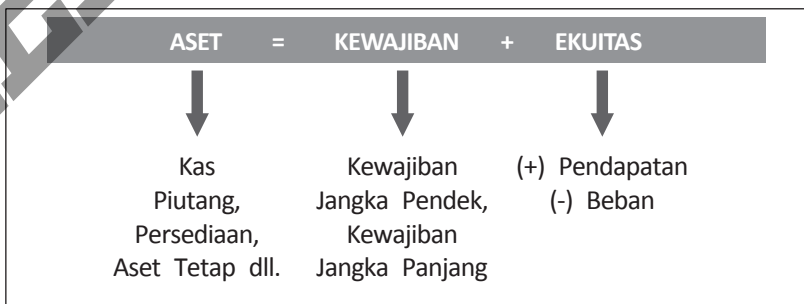 ASET = KEWAJIBAN + EKUITAS
Kas Kewajiban (+) Pendapatan
Piutang, Jangka Pendek, (-) Beban
Persediaan, Kewajiban
Aset Tetap dll. Jangka Panjang